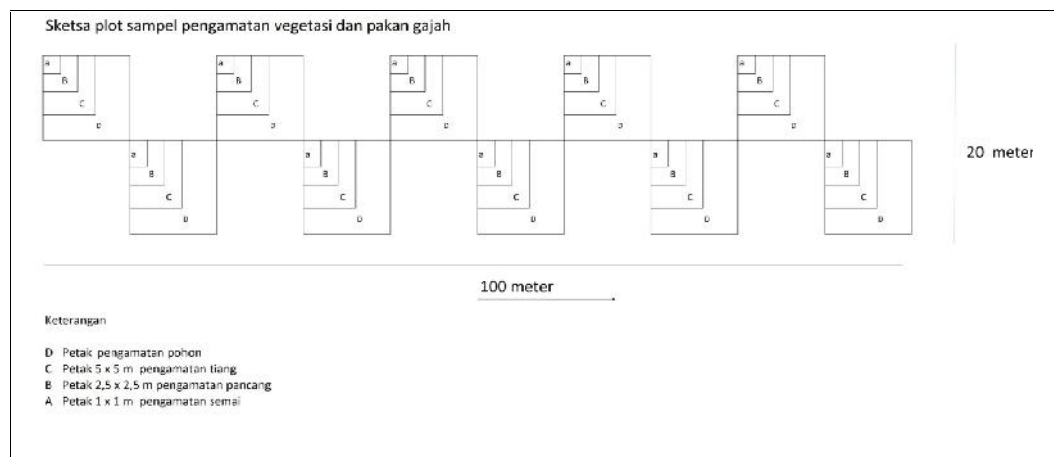 Sketsa plot sampel pengamatan vegetasi dan pakan gajah
a a a a a
B B B B B
C C C C C
D D D D D
20 meter
a a a a a
B B B B B
C C C C C
D D D D D
100 meter
Keterangan
D Petak pengamatan pohon
C Petak 5 x 5 m pengamatan tiang
B Petak 2,5 x 2,5 m pengamatan pancang
A Petak 1 x 1 m pengamatan semai